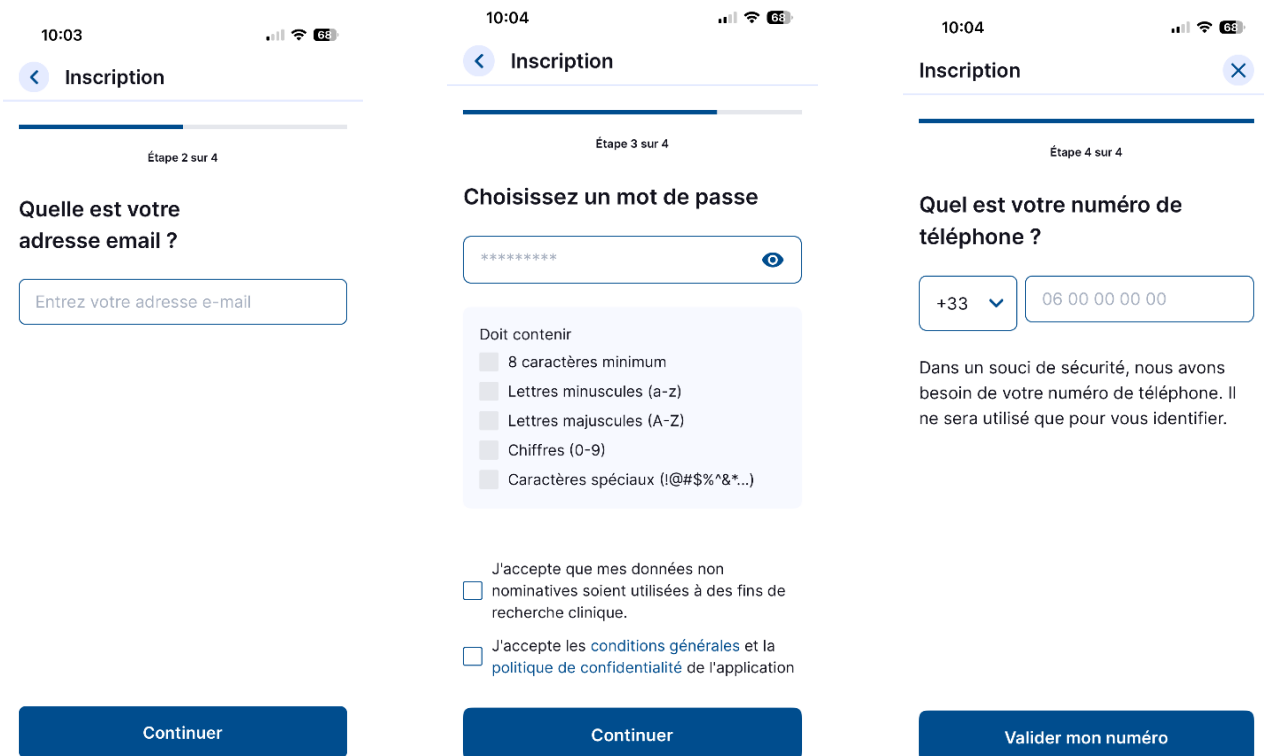 10:03
68
Inscription
Étape 2 sur 4
Quelle est votre
adresse email ?
Entrez votre adresse e-mail
Continuer
10:04
68
Inscription
Étape 3 sur 4
Choisissez un mot de passe
*********
Doit contenir
8 caractères minimum
Lettres minuscules (a-z)
Lettres majuscules (A-Z)
Chiffres (0-9)
Caractères spéciaux (!@#$%^&*...)
J'accepte que mes données non
nominatives soient utilisées à des fins de
recherche clinique.
J'accepte les conditions générales et la
politique de confidentialité de l'application
Continuer
10:04
68
Inscription
Étape 4 sur 4
Quel est votre numéro de
téléphone ?
+33
06 00 00 00 00
Dans un souci de sécurité, nous avons
besoin de votre numéro de téléphone. Il
ne sera utilisé que pour vous identifier.
Valider mon numéro